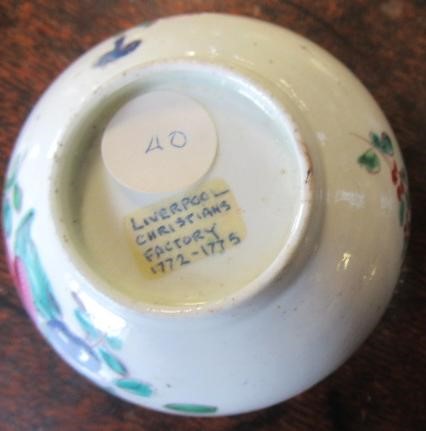 40
LIVERPOOL
CHRISTIANS
FACTORY
1772-1775